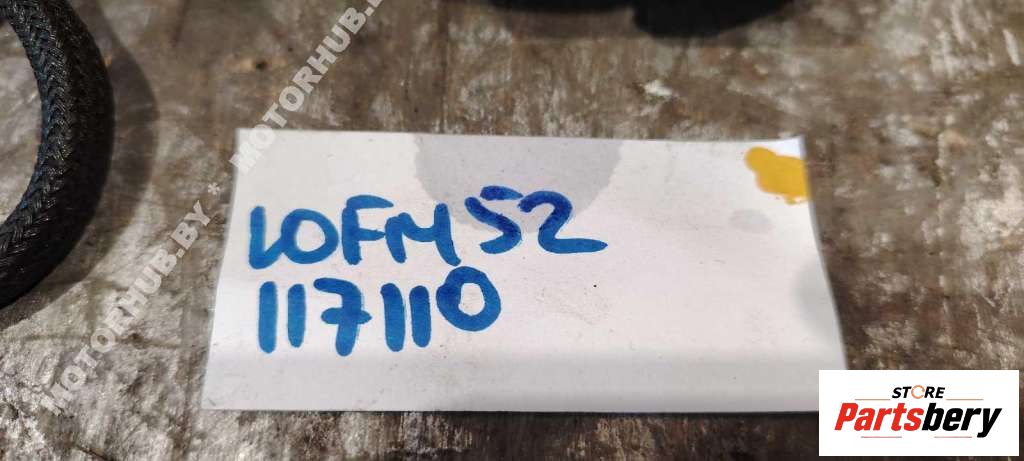 MOTORHUB.BY * MOTORHUB.BY
10FM52
117110
STORE
Partsbery